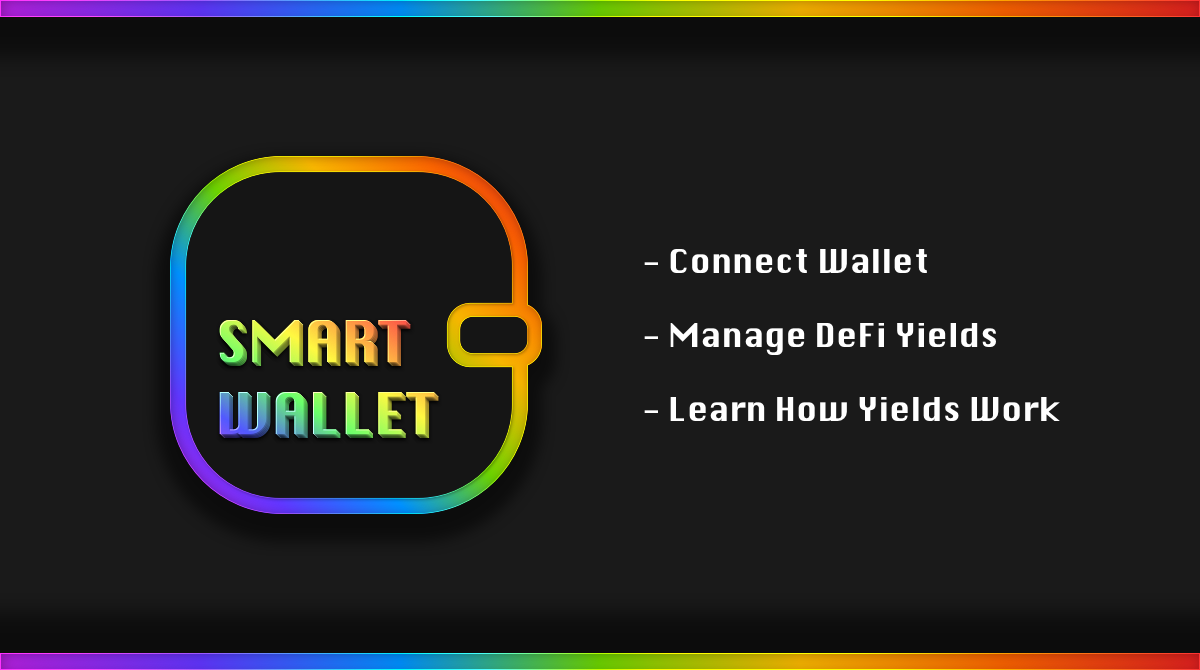 SMART
WALLET
- Connect Wallet
- Manage DeFi Yields
- Learn How Yields Work